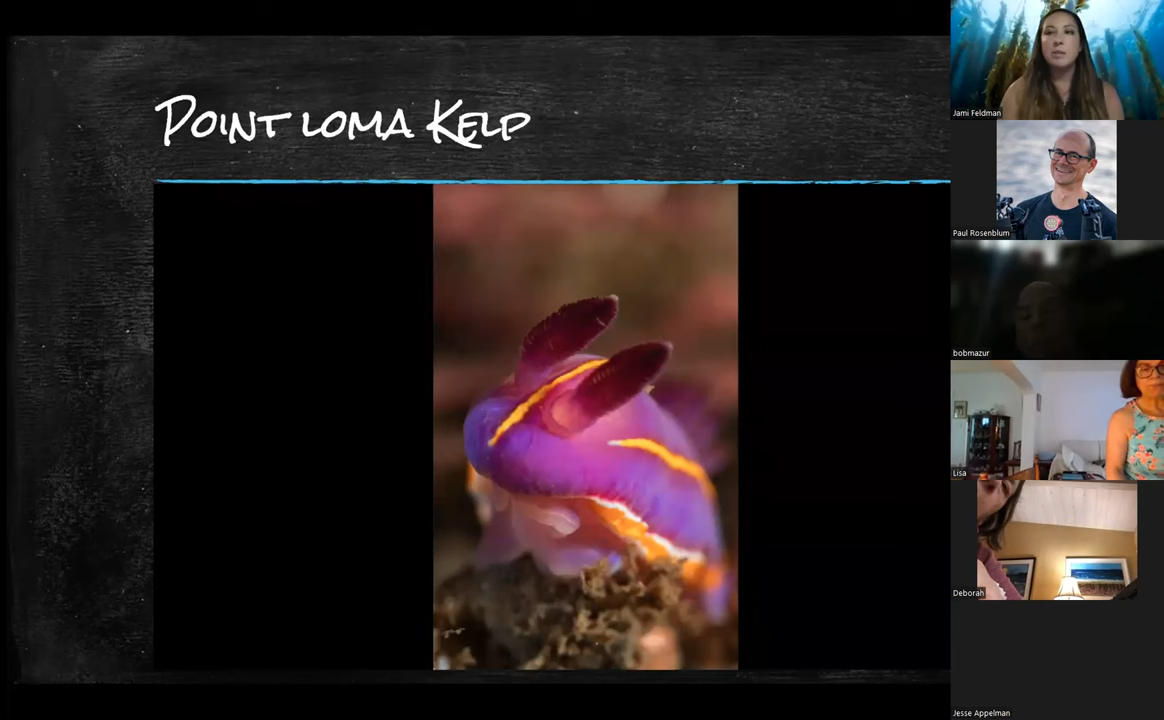 Point Loma Kelp
Jami Feldman
Paul Rosenblum
bobmazur
Lisa
Deborah
Jesse Appelman